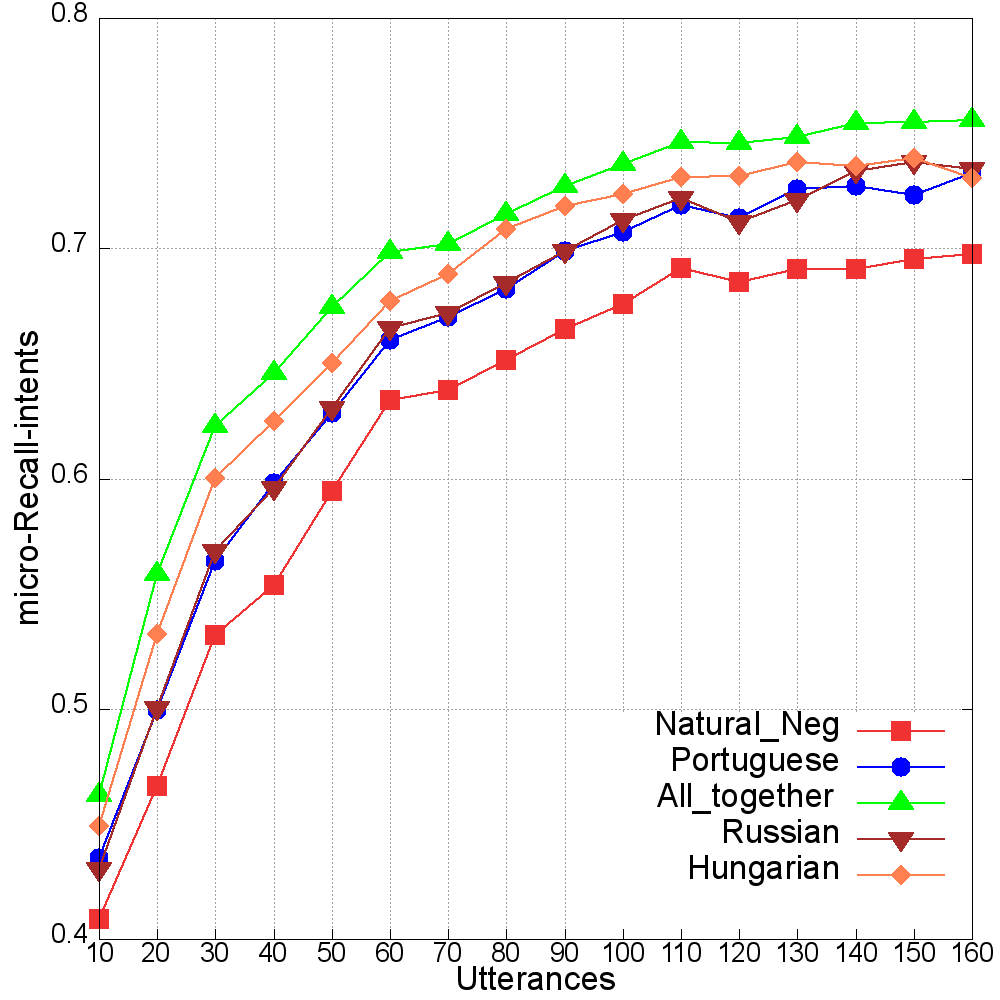 0.8
0.7
0.6
0.5
0.4
micro-Recall-intents
Natural_Neg
Portuguese
All_together
Russian
Hungarian
10 20 30 40 50 60 70 80 90 100 110 120 130 140 150 160
Utterances